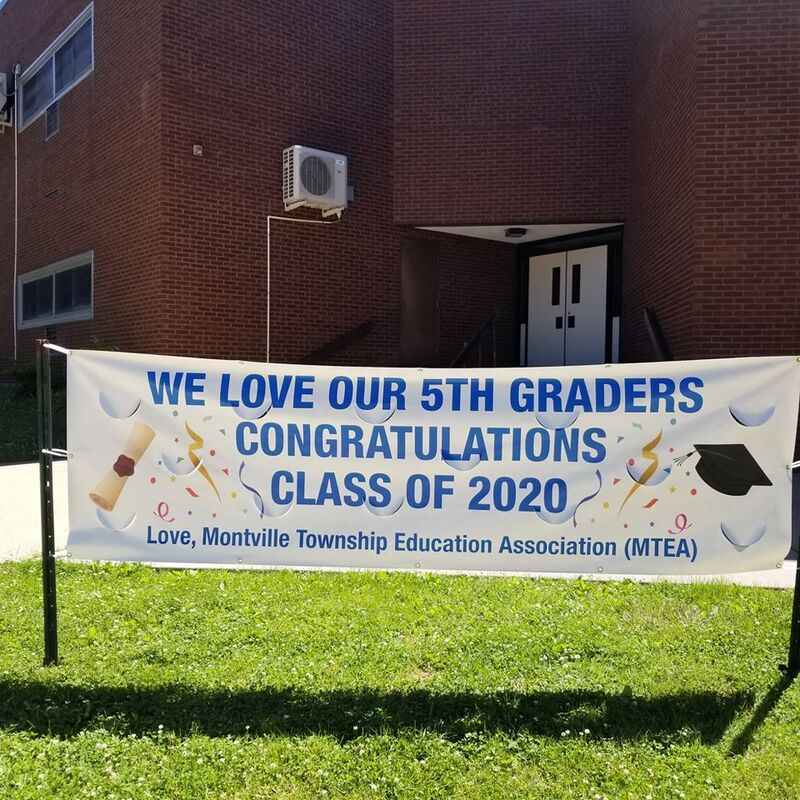 WE LOVE OUR 5TH GRADERS
CONGRATULATIONS
CLASS OF 2020
Love, Montville Township Education Association (MTEA)